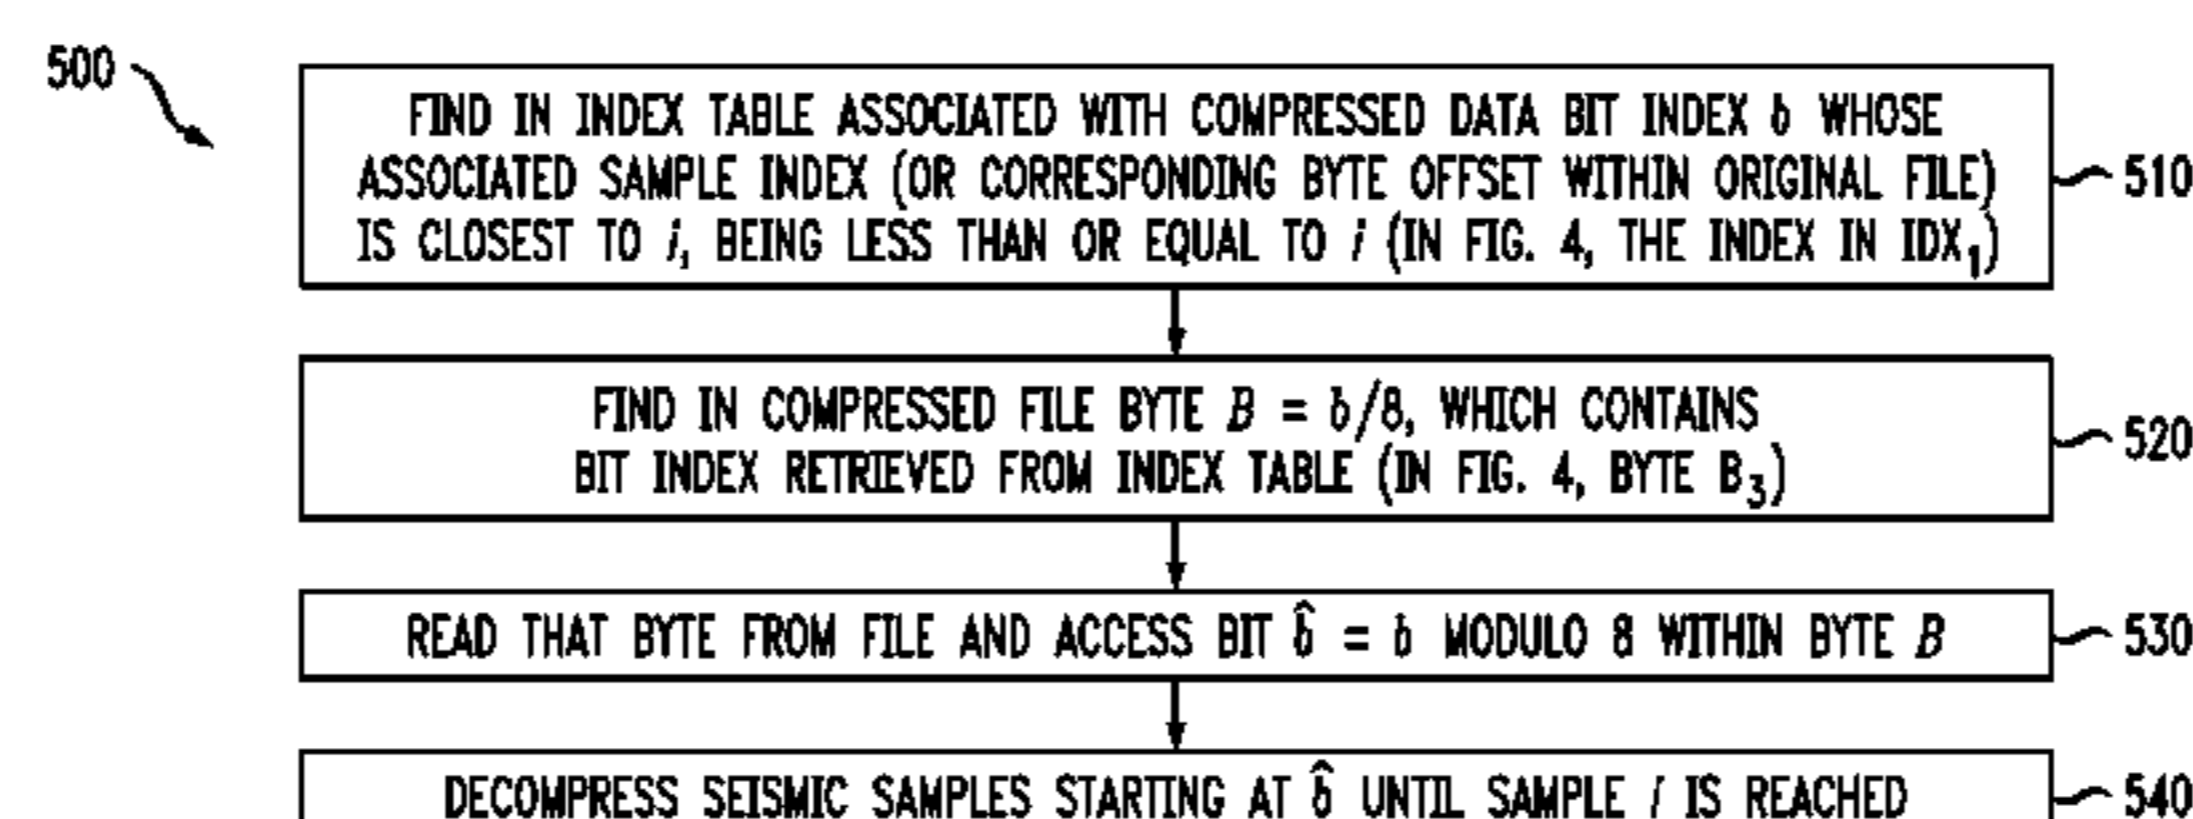 500
FIND IN INDEX TABLE ASSOCIATED WITH COMPRESSED DATA BIT INDEX b WHOSE
ASSOCIATED SAMPLE INDEX (OR CORRESPONDING BYTE OFFSET WITHIN ORIGINAL FILE)
IS CLOSEST TO i, BEING LESS THAN OR EQUAL TO i (IN FIG. 4, THE INDEX IN IDX₁)
510
FIND IN COMPRESSED FILE BYTE B = b/8, WHICH CONTAINS
BIT INDEX RETRIEVED FROM INDEX TABLE (IN FIG. 4, BYTE B₃)
520
READ THAT BYTE FROM FILE AND ACCESS BIT b̂ = b MODULO 8 WITHIN BYTE B
530
DECOMPRESS SEISMIC SAMPLES STARTING AT b̂ UNTIL SAMPLE i IS REACHED
540